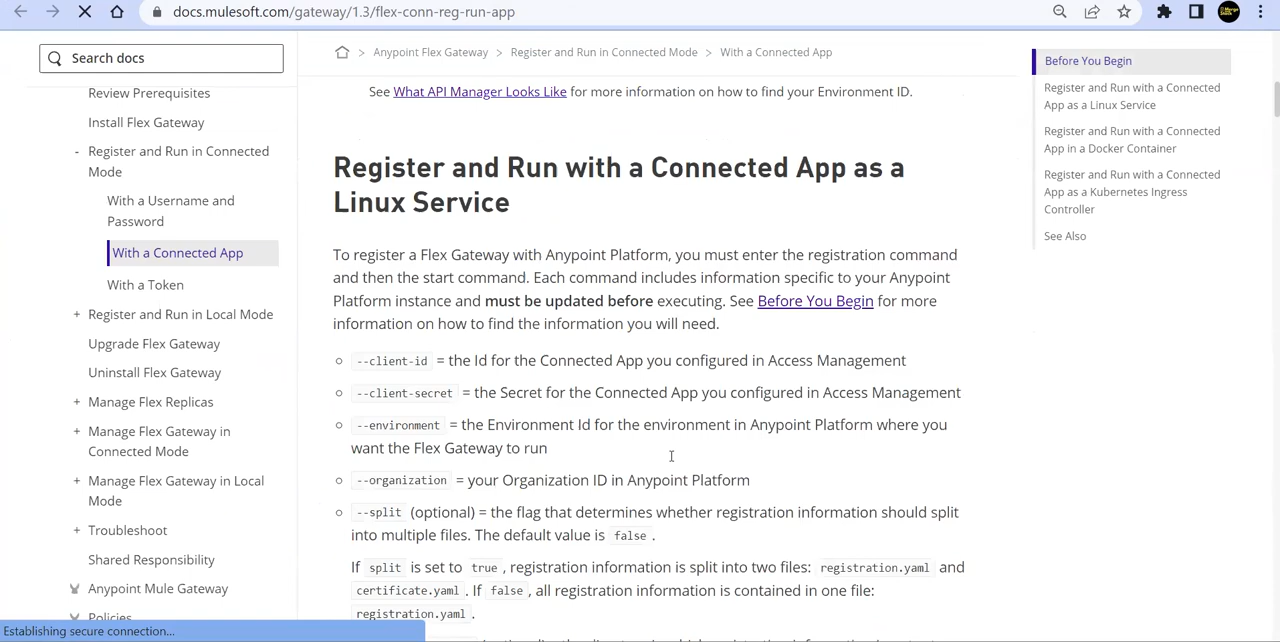 docs.mulesoft.com/gateway/1.3/flex-conn-reg-run-app
Search docs
Review Prerequisites
Install Flex Gateway
- Register and Run in Connected
Mode
With a Username and
Password
With a Connected App
With a Token
+ Register and Run in Local Mode
Upgrade Flex Gateway
Uninstall Flex Gateway
+ Manage Flex Replicas
+ Manage Flex Gateway in
Connected Mode
+ Manage Flex Gateway in Local
Mode
+ Troubleshoot
Shared Responsibility
Anypoint Mule Gateway
Policies
Establishing secure connection...
> Anypoint Flex Gateway > Register and Run in Connected Mode > With a Connected App
See What API Manager Looks Like for more information on how to find your Environment ID.
Register and Run with a Connected App as a
Linux Service
To register a Flex Gateway with Anypoint Platform, you must enter the registration command
and then the start command. Each command includes information specific to your Anypoint
Platform instance and must be updated before executing. See Before You Begin for more
information on how to find the information you will need.
--client-id = the Id for the Connected App you configured in Access Management
--client-secret = the Secret for the Connected App you configured in Access Management
--environment = the Environment Id for the environment in Anypoint Platform where you
want the Flex Gateway to run
--organization = your Organization ID in Anypoint Platform
--split (optional) = the flag that determines whether registration information should split
into multiple files. The default value is false .
If split is set to true , registration information is split into two files: registration.yaml and
certificate.yaml . If false , all registration information is contained in one file:
registration.yaml .
Before You Begin
Register and Run with a Connected
App as a Linux Service
Register and Run with a Connected
App in a Docker Container
Register and Run with a Connected
App as a Kubernetes Ingress
Controller
See Also